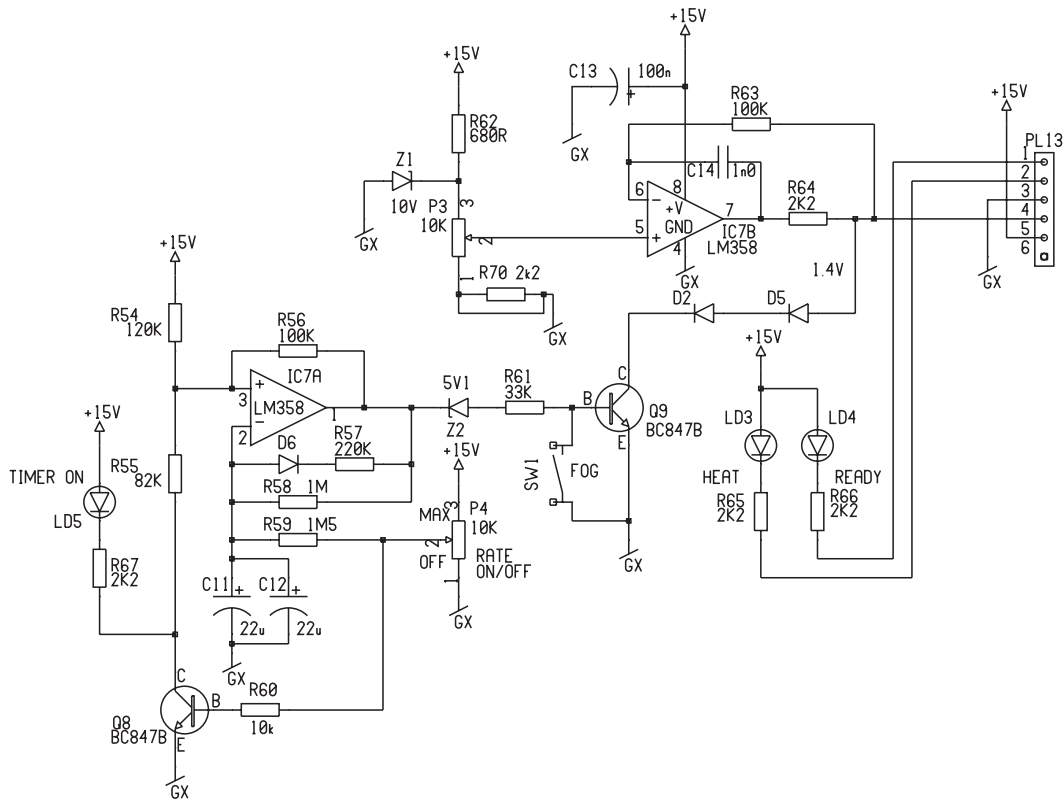 +15V
C13
100n
+
GX
+15V
R62
680R
Z1
10V
GX
P3
10K
3
2
1
R70 2k2
GX
R63
100K
C14
1n0
6
−
5
+
8
+V
GND
4
7
IC7B
LM358
GX
R64
2K2
1.4V
D2
D5
+15V
PL13
1
2
3
4
5
6
GX
+15V
R54
120K
R56
100K
IC7A
LM358
3
+
2
−
1
D6
R57
220K
R58 1M
R59 1M5
5V1
Z2
R61
33K
B
C
E
Q9
BC847B
SW1
FOG
GX
+15V
LD3
HEAT
R65
2K2
LD4
READY
R66
2K2
+15V
TIMER ON
LD5
R67
2K2
R55
82K
+15V
MAX
3
P4
10K
2
OFF
RATE
ON/OFF
1
GX
C11
+
22u
C12
+
22u
GX
R60
10k
C
B
E
Q8
BC847B
GX